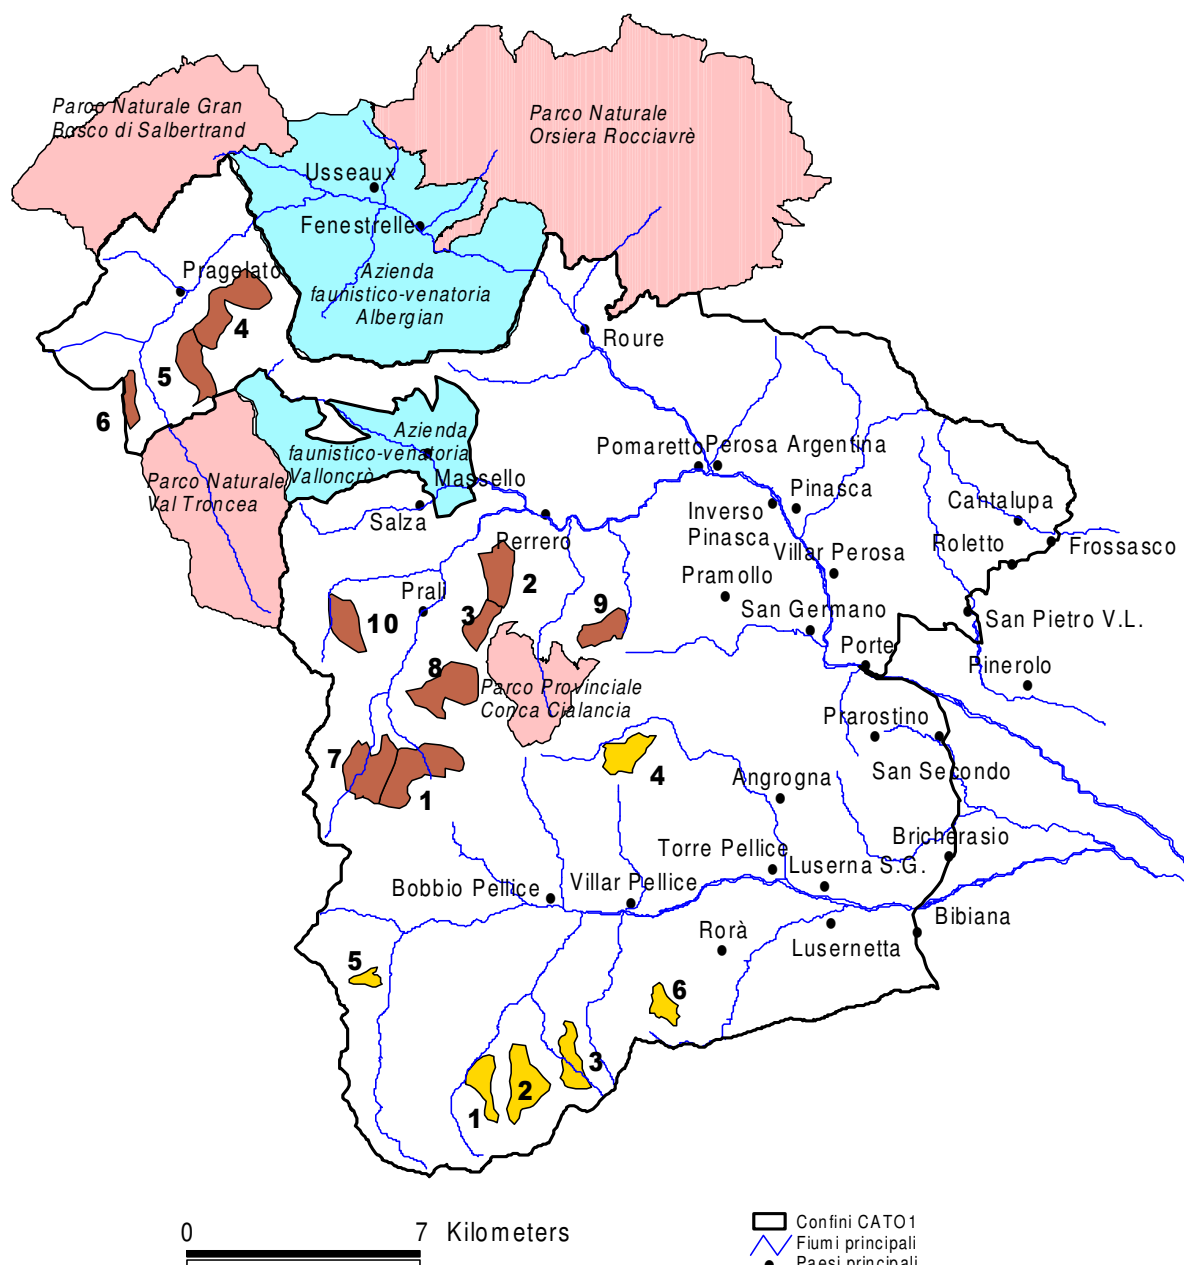 Parco Naturale Gran
Bosco di Salbertrand
Parco Naturale
Orsiera Rocciavrè
Usseaux
Fenestrelle
Azienda
faunistico-venatoria
Albergian
Pragelato
4
Roure
5
6
Azienda
faunistico-venatoria
Valloncrò
Parco Naturale
Val Troncea
Massello
Salza
Pomaretto
Perosa Argentina
Pinasca
Inverso
Pinasca
Cantalupa
Roletto
Frossasco
Perrero
Villar Perosa
2
Prali
Pramollo
3
9
10
San Germano
San Pietro V.L.
Porte
Pinerolo
8
Parco Provinciale
Conca Cialancia
Prarostino
San Secondo
7
1
4
Angrogna
Bricherasio
Torre Pellice
Luserna S.G.
Bobbio Pellice
Villar Pellice
Bibiana
Rorà
Lusernetta
5
6
3
2
1
0 7 Kilometers
Confini CATO1
Fiumi principali
Paesi principali